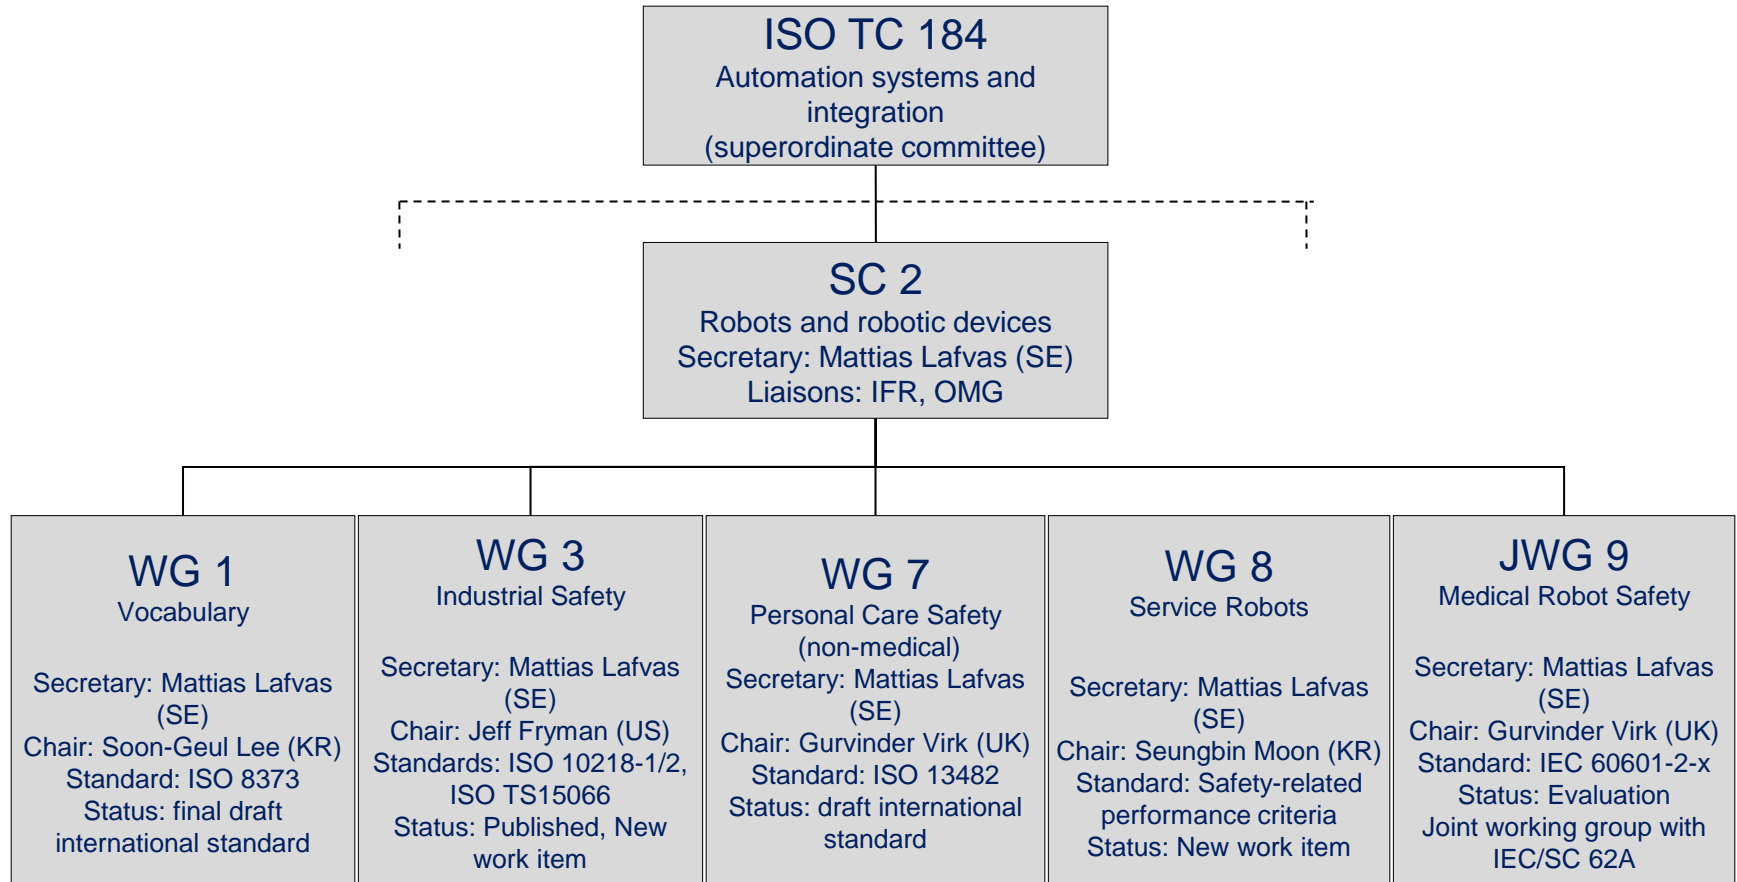 ISO TC 184
Automation systems and
integration
(superordinate committee)
SC 2
Robots and robotic devices
Secretary: Mattias Lafvas (SE)
Liaisons: IFR, OMG
WG 1
Vocabulary
Secretary: Mattias Lafvas
(SE)
Chair: Soon-Geul Lee (KR)
Standard: ISO 8373
Status: final draft
international standard
WG 3
Industrial Safety
Secretary: Mattias Lafvas
(SE)
Chair: Jeff Fryman (US)
Standards: ISO 10218-1/2,
ISO TS15066
Status: Published, New
work item
WG 7
Personal Care Safety
(non-medical)
Secretary: Mattias Lafvas
(SE)
Chair: Gurvinder Virk (UK)
Standard: ISO 13482
Status: draft international
standard
WG 8
Service Robots
Secretary: Mattias Lafvas
(SE)
Chair: Seungbin Moon (KR)
Standard: Safety-related
performance criteria
Status: New work item
JWG 9
Medical Robot Safety
Secretary: Mattias Lafvas
(SE)
Chair: Gurvinder Virk (UK)
Standard: IEC 60601-2-x
Status: Evaluation
Joint working group with
IEC/SC 62A